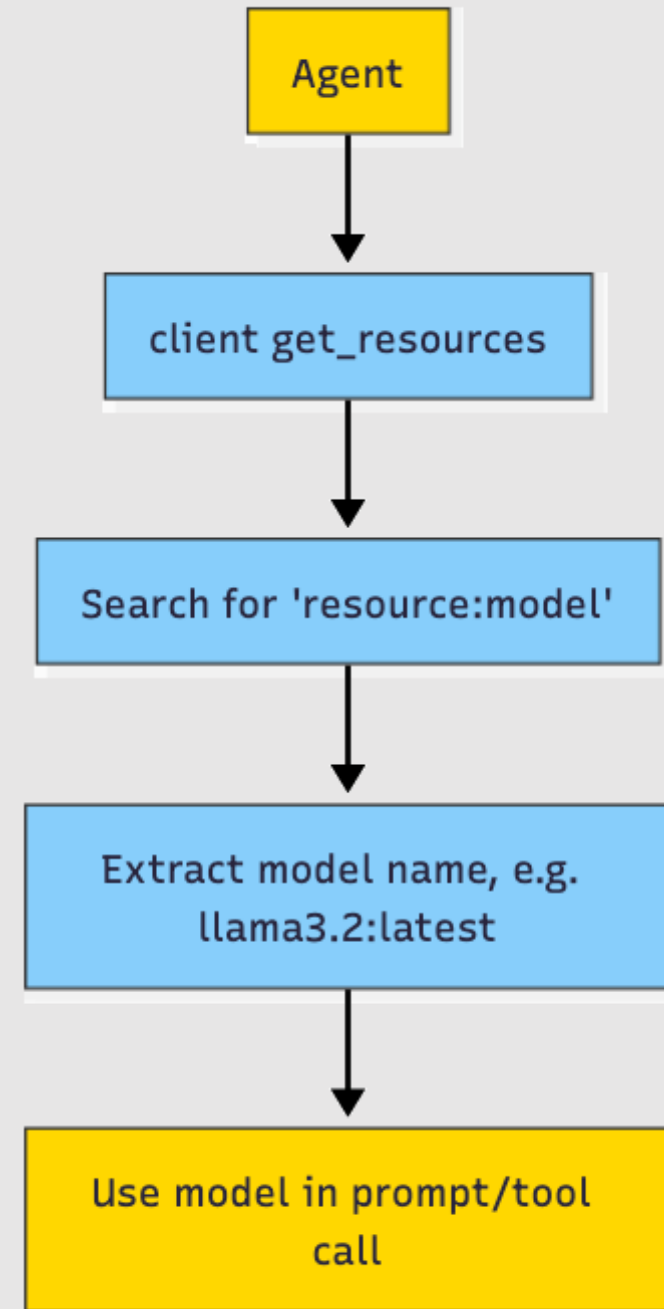 Agent
client get_resources
Search for 'resource:model'
Extract model name, e.g.
llama3.2:latest
Use model in prompt/tool
call